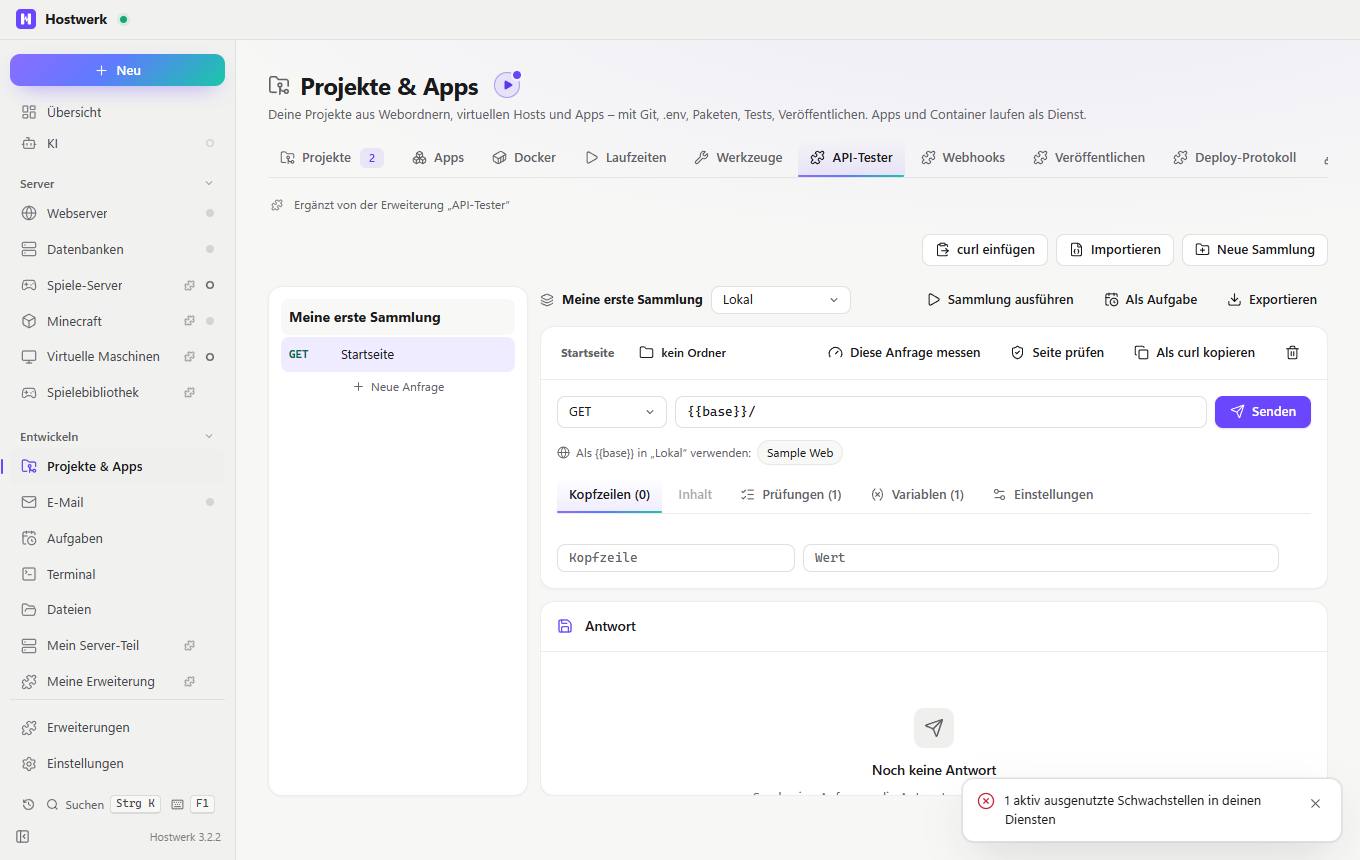 Hostwerk
Neu
Übersicht
KI
Server
Webserver
Datenbanken
Spiele-Server
Minecraft
Virtuelle Maschinen
Spielebibliothek
Entwickeln
Projekte & Apps
E-Mail
Aufgaben
Terminal
Dateien
Mein Server-Teil
Meine Erweiterung
Erweiterungen
Einstellungen
Suchen Strg K F1
Hostwerk 3.2.2
Projekte & Apps
Deine Projekte aus Webordnern, virtuellen Hosts und Apps – mit Git, .env, Paketen, Tests, Veröffentlichen. Apps und Container laufen als Dienst.
Projekte 2 Apps Docker Laufzeiten Werkzeuge API-Tester Webhooks Veröffentlichen Deploy-Protokoll
Ergänzt von der Erweiterung „API-Tester“
curl einfügen Importieren Neue Sammlung
Meine erste Sammlung
GET Startseite
+ Neue Anfrage
Meine erste Sammlung Lokal Sammlung ausführen Als Aufgabe Exportieren
Startseite kein Ordner Diese Anfrage messen Seite prüfen Als curl kopieren
GET {{base}}/ Senden
Als {{base}} in „Lokal“ verwenden: Sample Web
Kopfzeilen (0) Inhalt Prüfungen (1) Variablen (1) Einstellungen
Kopfzeile Wert
Antwort
Noch keine Antwort
1 aktiv ausgenutzte Schwachstellen in deinen
Diensten